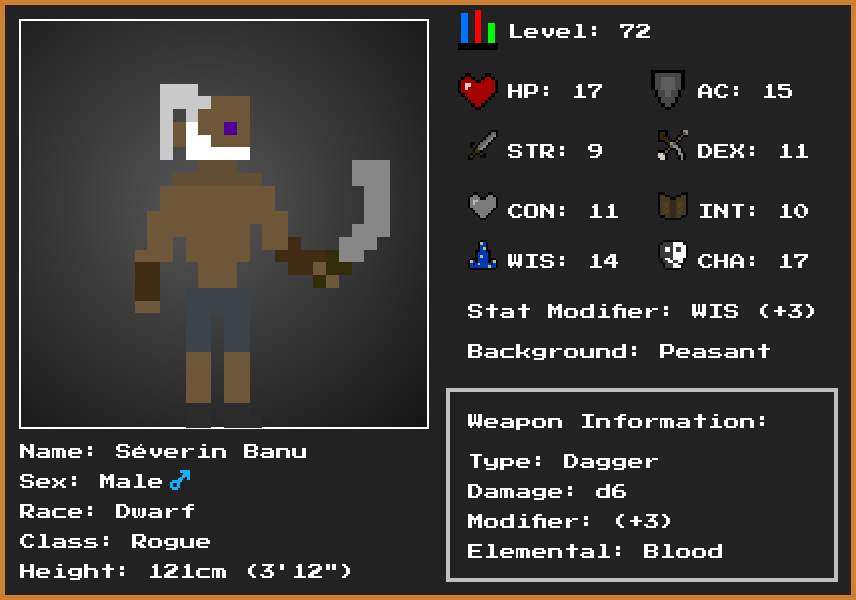 Level: 72
HP: 17
AC: 15
STR: 9
DEX: 11
CON: 11
INT: 10
WIS: 14
CHA: 17
Stat Modifier: WIS (+3)
Background: Peasant
Weapon Information:
Type: Dagger
Damage: d6
Modifier: (+3)
Elemental: Blood
Name: Séverin Banu
Sex: Male ♂
Race: Dwarf
Class: Rogue
Height: 121cm (3'12")